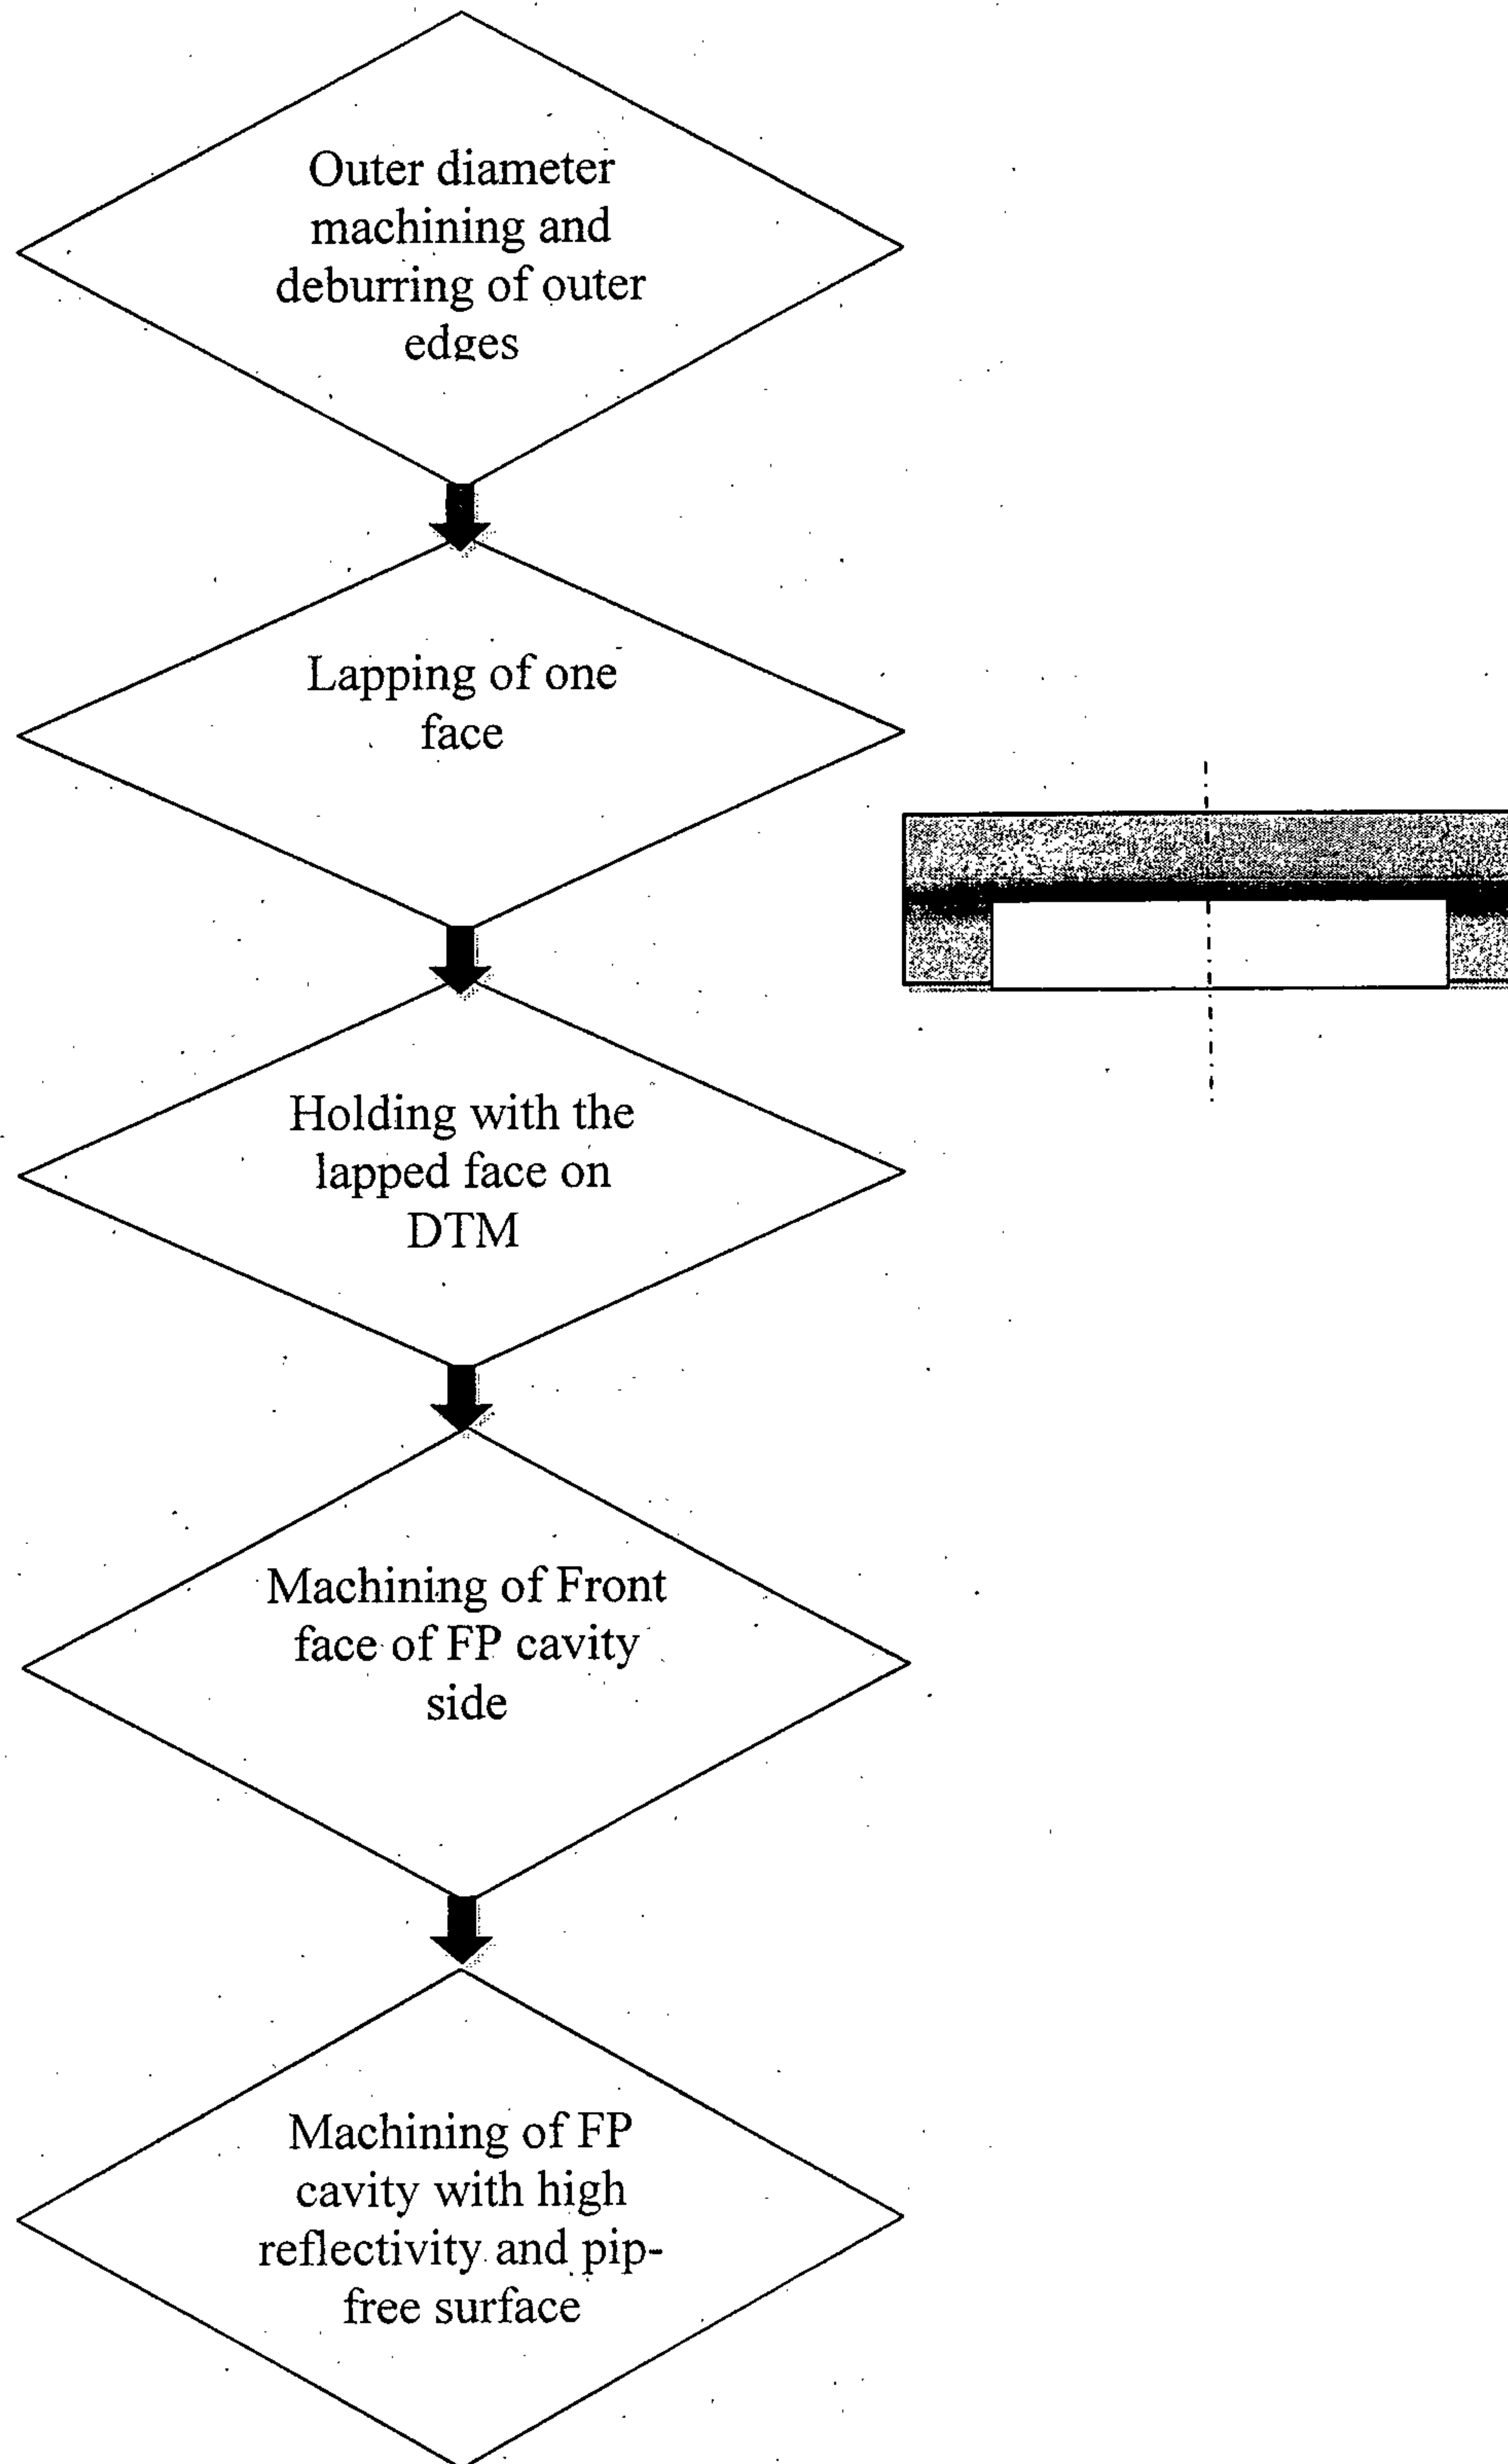 Outer diameter
machining and
deburring of outer
edges
Lapping of one
face
Holding with the
lapped face on
DTM
Machining of Front
face of FP cavity
side
Machining of FP
cavity with high
reflectivity and pip-
free surface